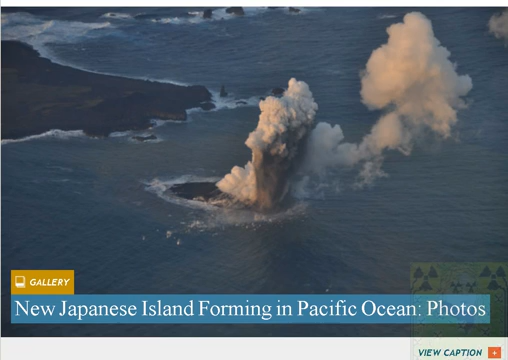 GALLERY
New Japanese Island Forming in Pacific Ocean: Photos
VIEW CAPTION +